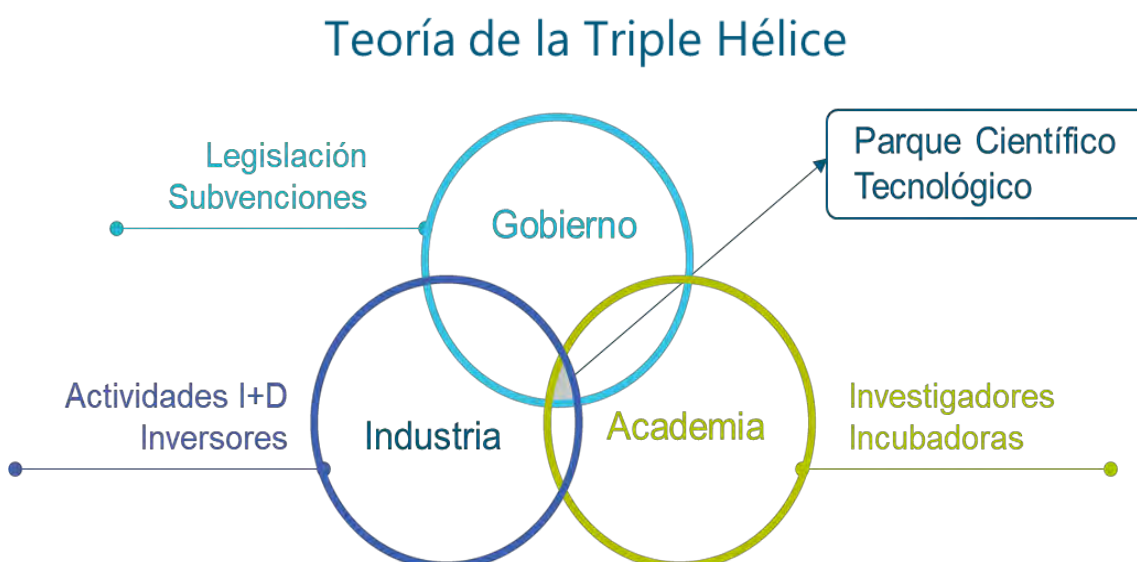 Teoría de la Triple Hélice
Legislación
Subvenciones
Gobierno
Parque Científico
Tecnológico
Actividades I+D
Inversores
Industria
Academia
Investigadores
Incubadoras